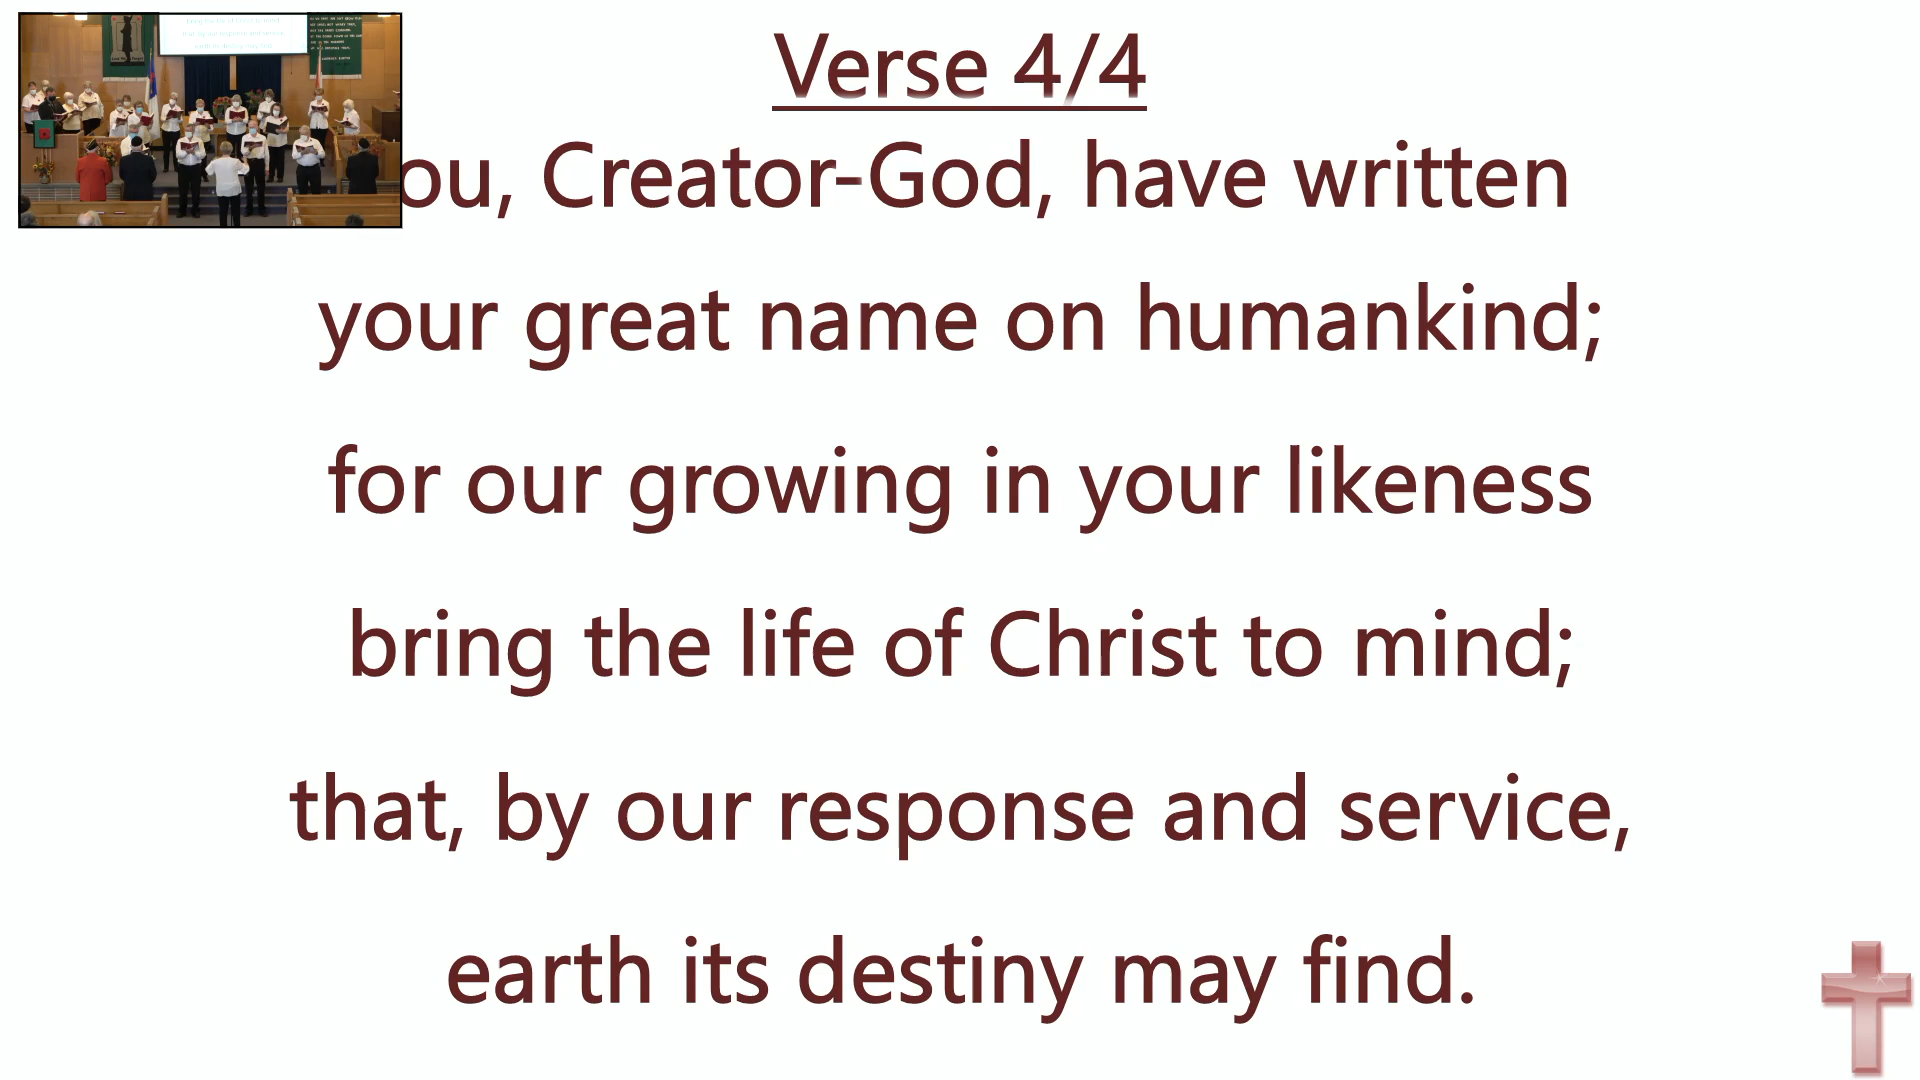 Verse 4/4
ou, Creator-God, have written
your great name on humankind;
for our growing in your likeness
bring the life of Christ to mind;
that, by our response and service,
earth its destiny may find.